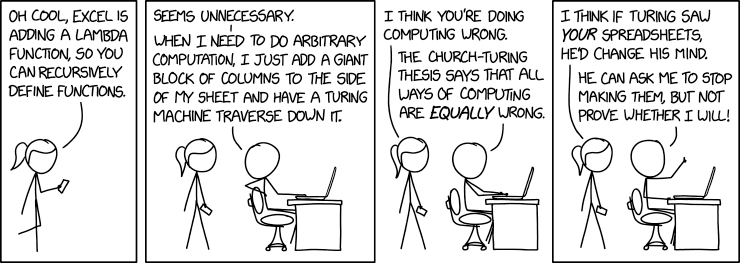 OH COOL, EXCEL IS
ADDING A LAMBDA
FUNCTION, SO YOU
CAN RECURSIVELY
DEFINE FUNCTIONS.
SEEMS UNNECESSARY.
WHEN I NEED TO DO ARBITRARY
COMPUTATION, I JUST ADD A GIANT
BLOCK OF COLUMNS TO THE SIDE
OF MY SHEET AND HAVE A TURING
MACHINE TRAVERSE DOWN IT.
I THINK YOU'RE DOING
COMPUTING WRONG.
THE CHURCH-TURING
THESIS SAYS THAT ALL
WAYS OF COMPUTING
ARE EQUALLY WRONG.
I THINK IF TURING SAW
YOUR SPREADSHEETS,
HE'D CHANGE HIS MIND.
HE CAN ASK ME TO STOP
MAKING THEM, BUT NOT
PROVE WHETHER I WILL!